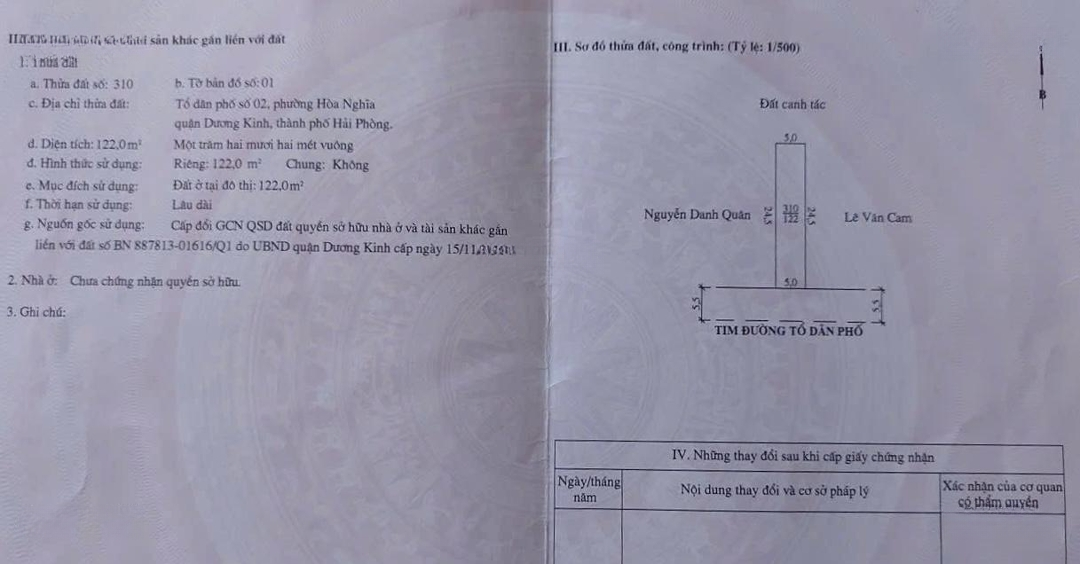 sản khác gắn liền với đất
1. Thửa đất
a. Thửa đất số: 310 b. Tờ bản đồ số: 01
c. Địa chỉ thửa đất: Tổ dân phố số 02, phường Hòa Nghĩa
quận Dương Kinh, thành phố Hải Phòng.
d. Diện tích: 122,0 m² Một trăm hai mươi hai mét vuông
đ. Hình thức sử dụng: Riêng: 122,0 m² Chung: Không
e. Mục đích sử dụng: Đất ở tại đô thị: 122,0m²
f. Thời hạn sử dụng: Lâu dài
g. Nguồn gốc sử dụng: Cấp đổi GCN QSD đất quyền sở hữu nhà ở và tài sản khác gắn
liền với đất số BN 887813-01616/Q1 do UBND quận Dương Kinh cấp ngày 15/11/
2. Nhà ở: Chưa chứng nhận quyền sở hữu.
3. Ghi chú:
III. Sơ đồ thửa đất, công trình: (Tỷ lệ: 1/500)
B
Đất canh tác
5,0
Nguyễn Danh Quân 24,5 310 24,5 Lê Văn Cam
122
5,0
5,5 5,5
TIM ĐƯỜNG TỔ DÂN PHỐ
IV. Những thay đổi sau khi cấp giấy chứng nhận
Ngày/tháng năm Nội dung thay đổi và cơ sở pháp lý Xác nhận của cơ quan có thẩm quyền